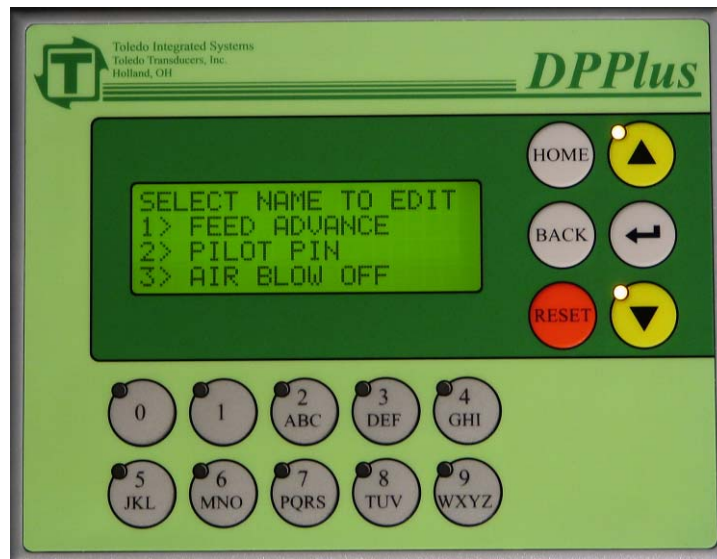 T
Toledo Integrated Systems
Toledo Transducers, Inc.
Holland, OH
DPPlus
SELECT NAME TO EDIT
1> FEED ADVANCE
2> PILOT PIN
3> AIR BLOW OFF
HOME
BACK
RESET
0
1
2
ABC
3
DEF
4
GHI
5
JKL
6
MNO
7
PQRS
8
TUV
9
WXYZ